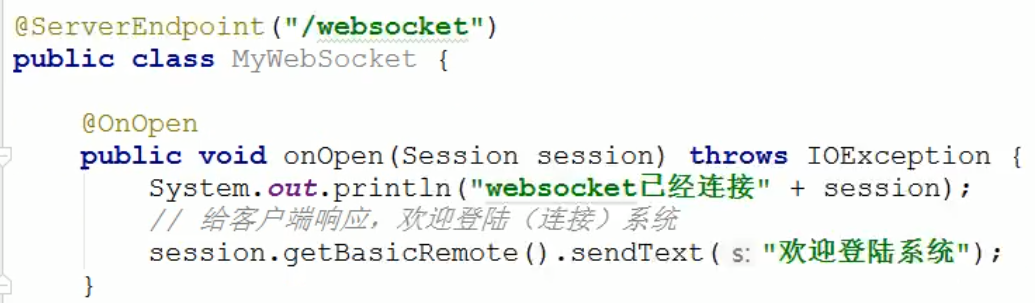 @ServerEndpoint("/websocket")
public class MyWebSocket {
@OnOpen
public void onOpen(Session session) throws IOException {
System.out.println("websocket已经连接" + session);
// 给客户端响应，欢迎登陆（连接）系统
session.getBasicRemote().sendText( s: "欢迎登陆系统");
}